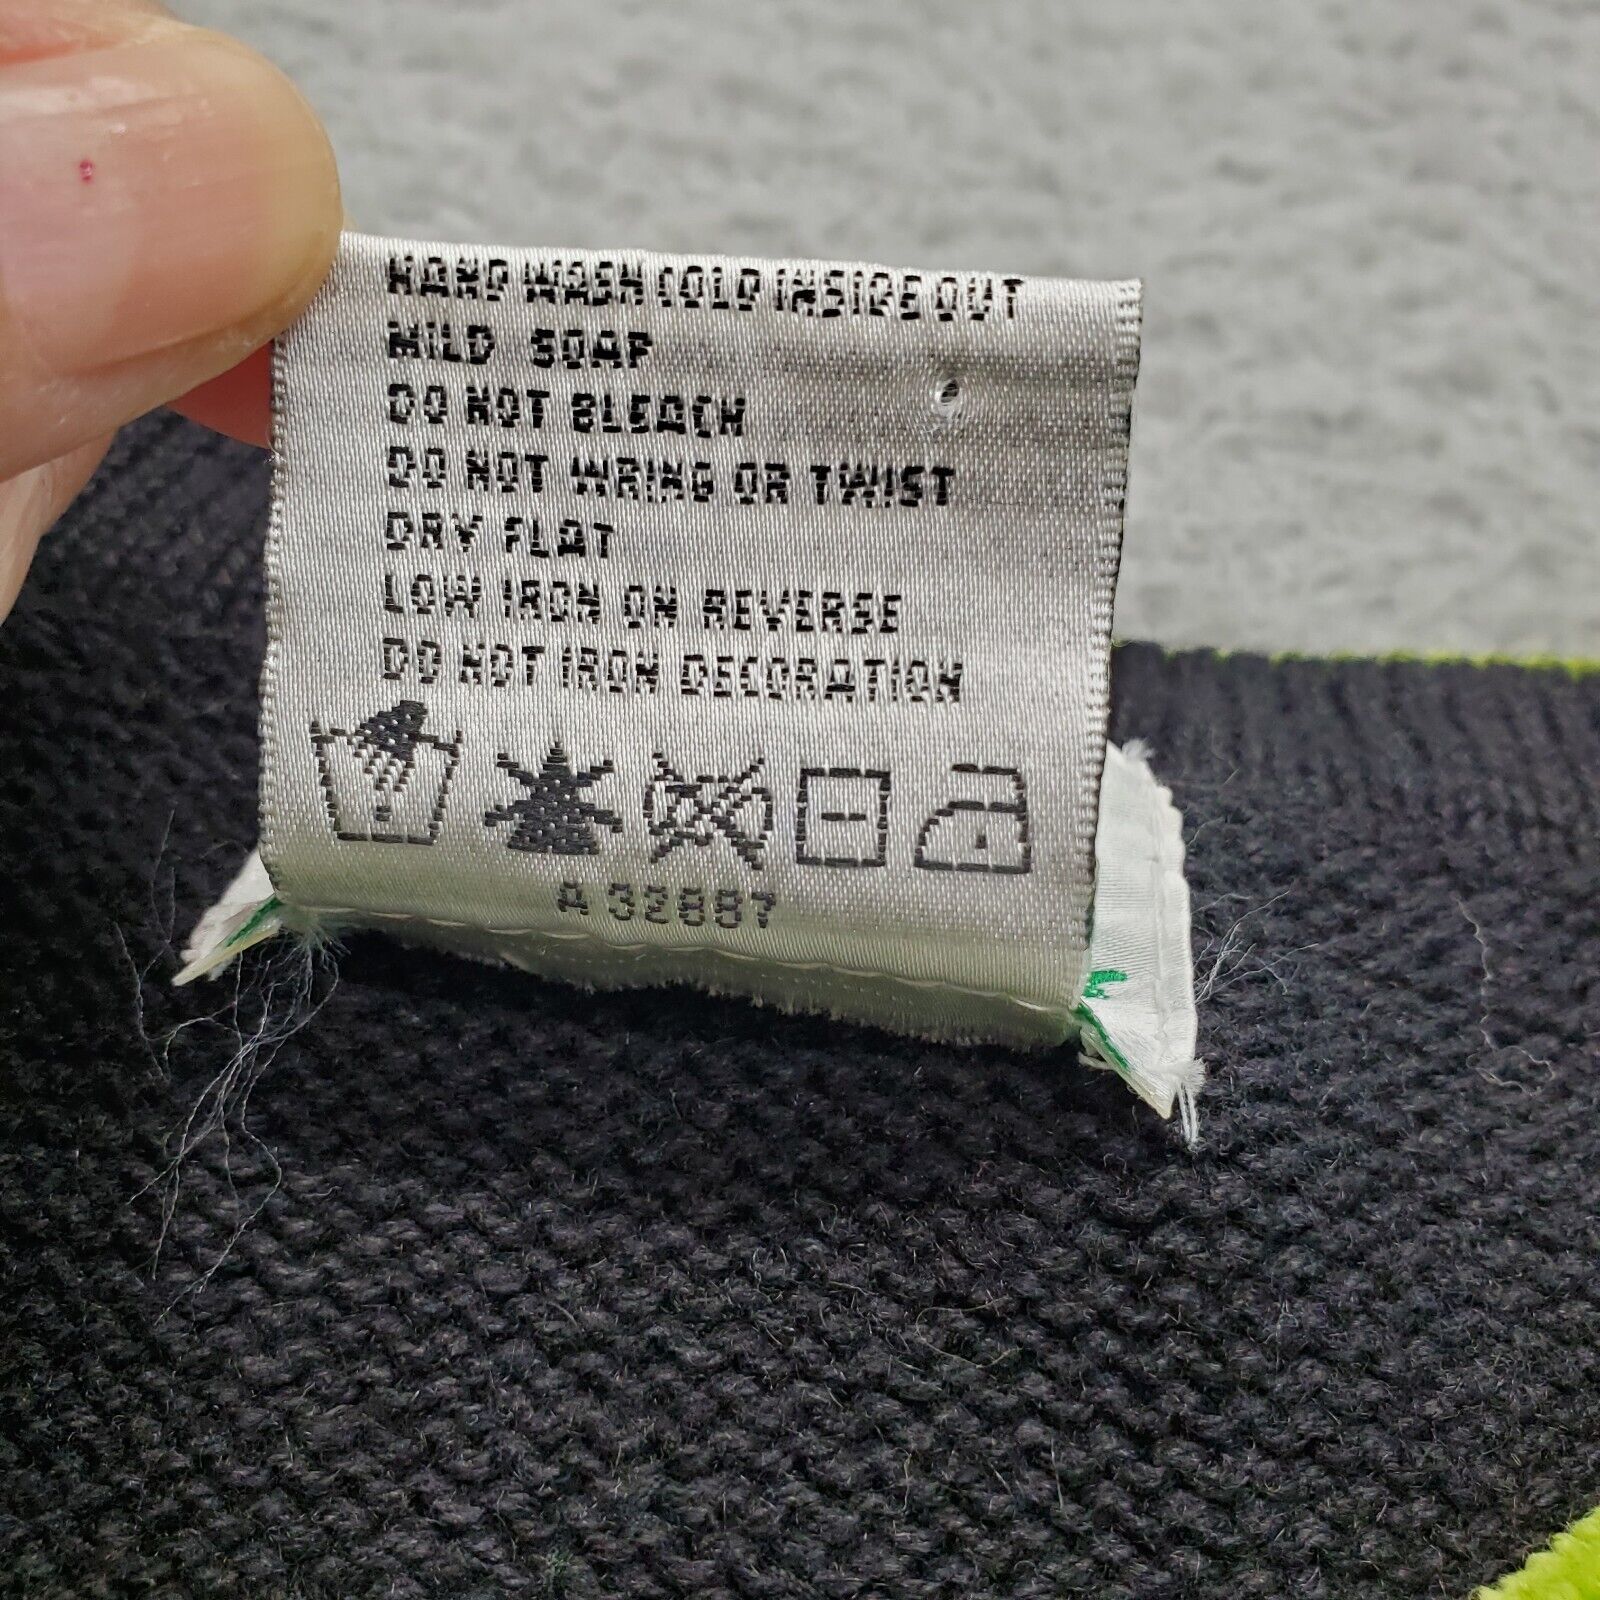 HAND WASH COLD INSIDE OUT
MILD SOAP
DO NOT BLEACH
DO NOT WRING OR TWIST
DRY FLAT
LOW IRON ON REVERSE
DO NOT IRON DECORATION
A 32887